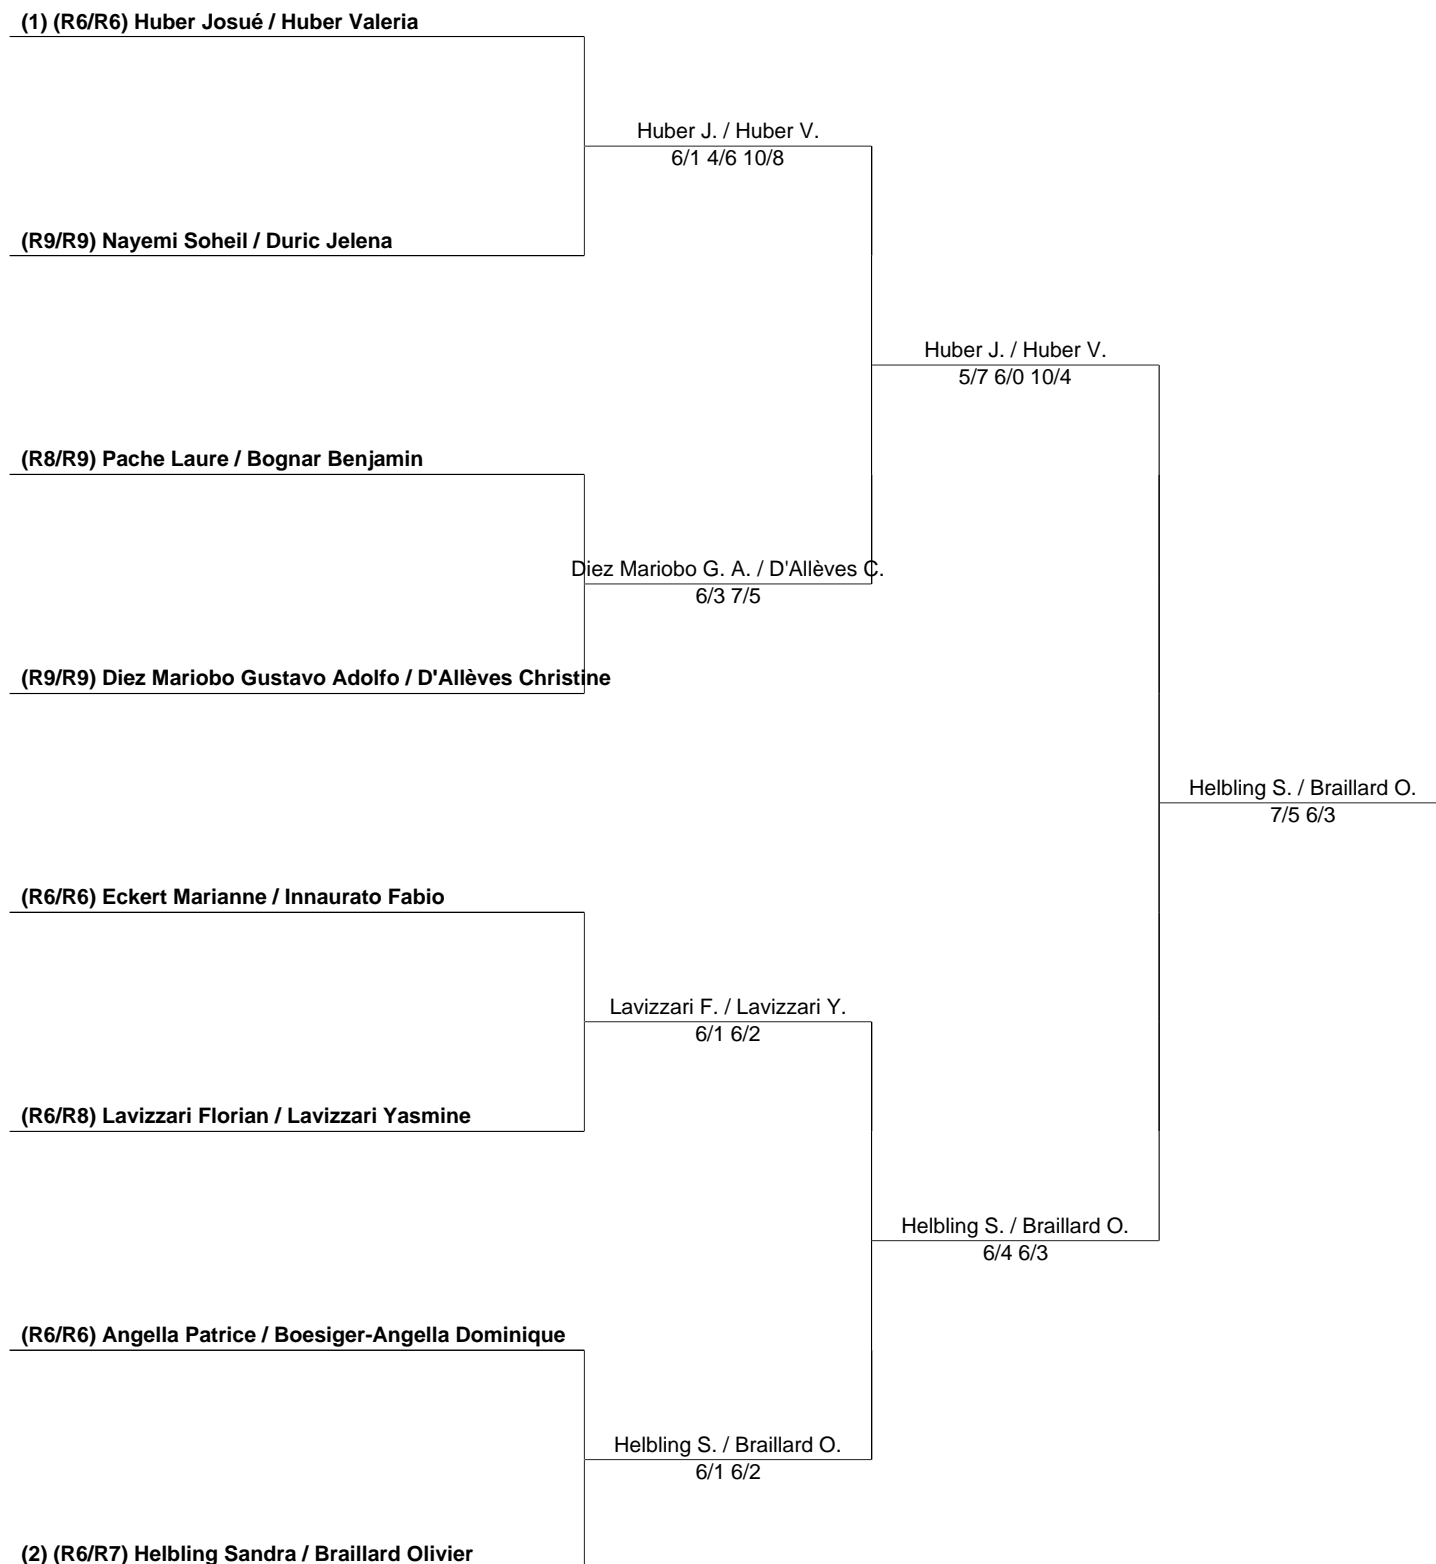 (1) (R6/R6) Huber Josué / Huber Valeria
Huber J. / Huber V.
6/1 4/6 10/8
(R9/R9) Nayemi Soheil / Duric Jelena
Huber J. / Huber V.
5/7 6/0 10/4
(R8/R9) Pache Laure / Bognar Benjamin
Diez Mariobo G. A. / D'Allèves C.
6/3 7/5
(R9/R9) Diez Mariobo Gustavo Adolfo / D'Allèves Christine
Helbling S. / Braillard O.
7/5 6/3
(R6/R6) Eckert Marianne / Innaurato Fabio
Lavizzari F. / Lavizzari Y.
6/1 6/2
(R6/R8) Lavizzari Florian / Lavizzari Yasmine
Helbling S. / Braillard O.
6/4 6/3
(R6/R6) Angella Patrice / Boesiger-Angella Dominique
Helbling S. / Braillard O.
6/1 6/2
(2) (R6/R7) Helbling Sandra / Braillard Olivier